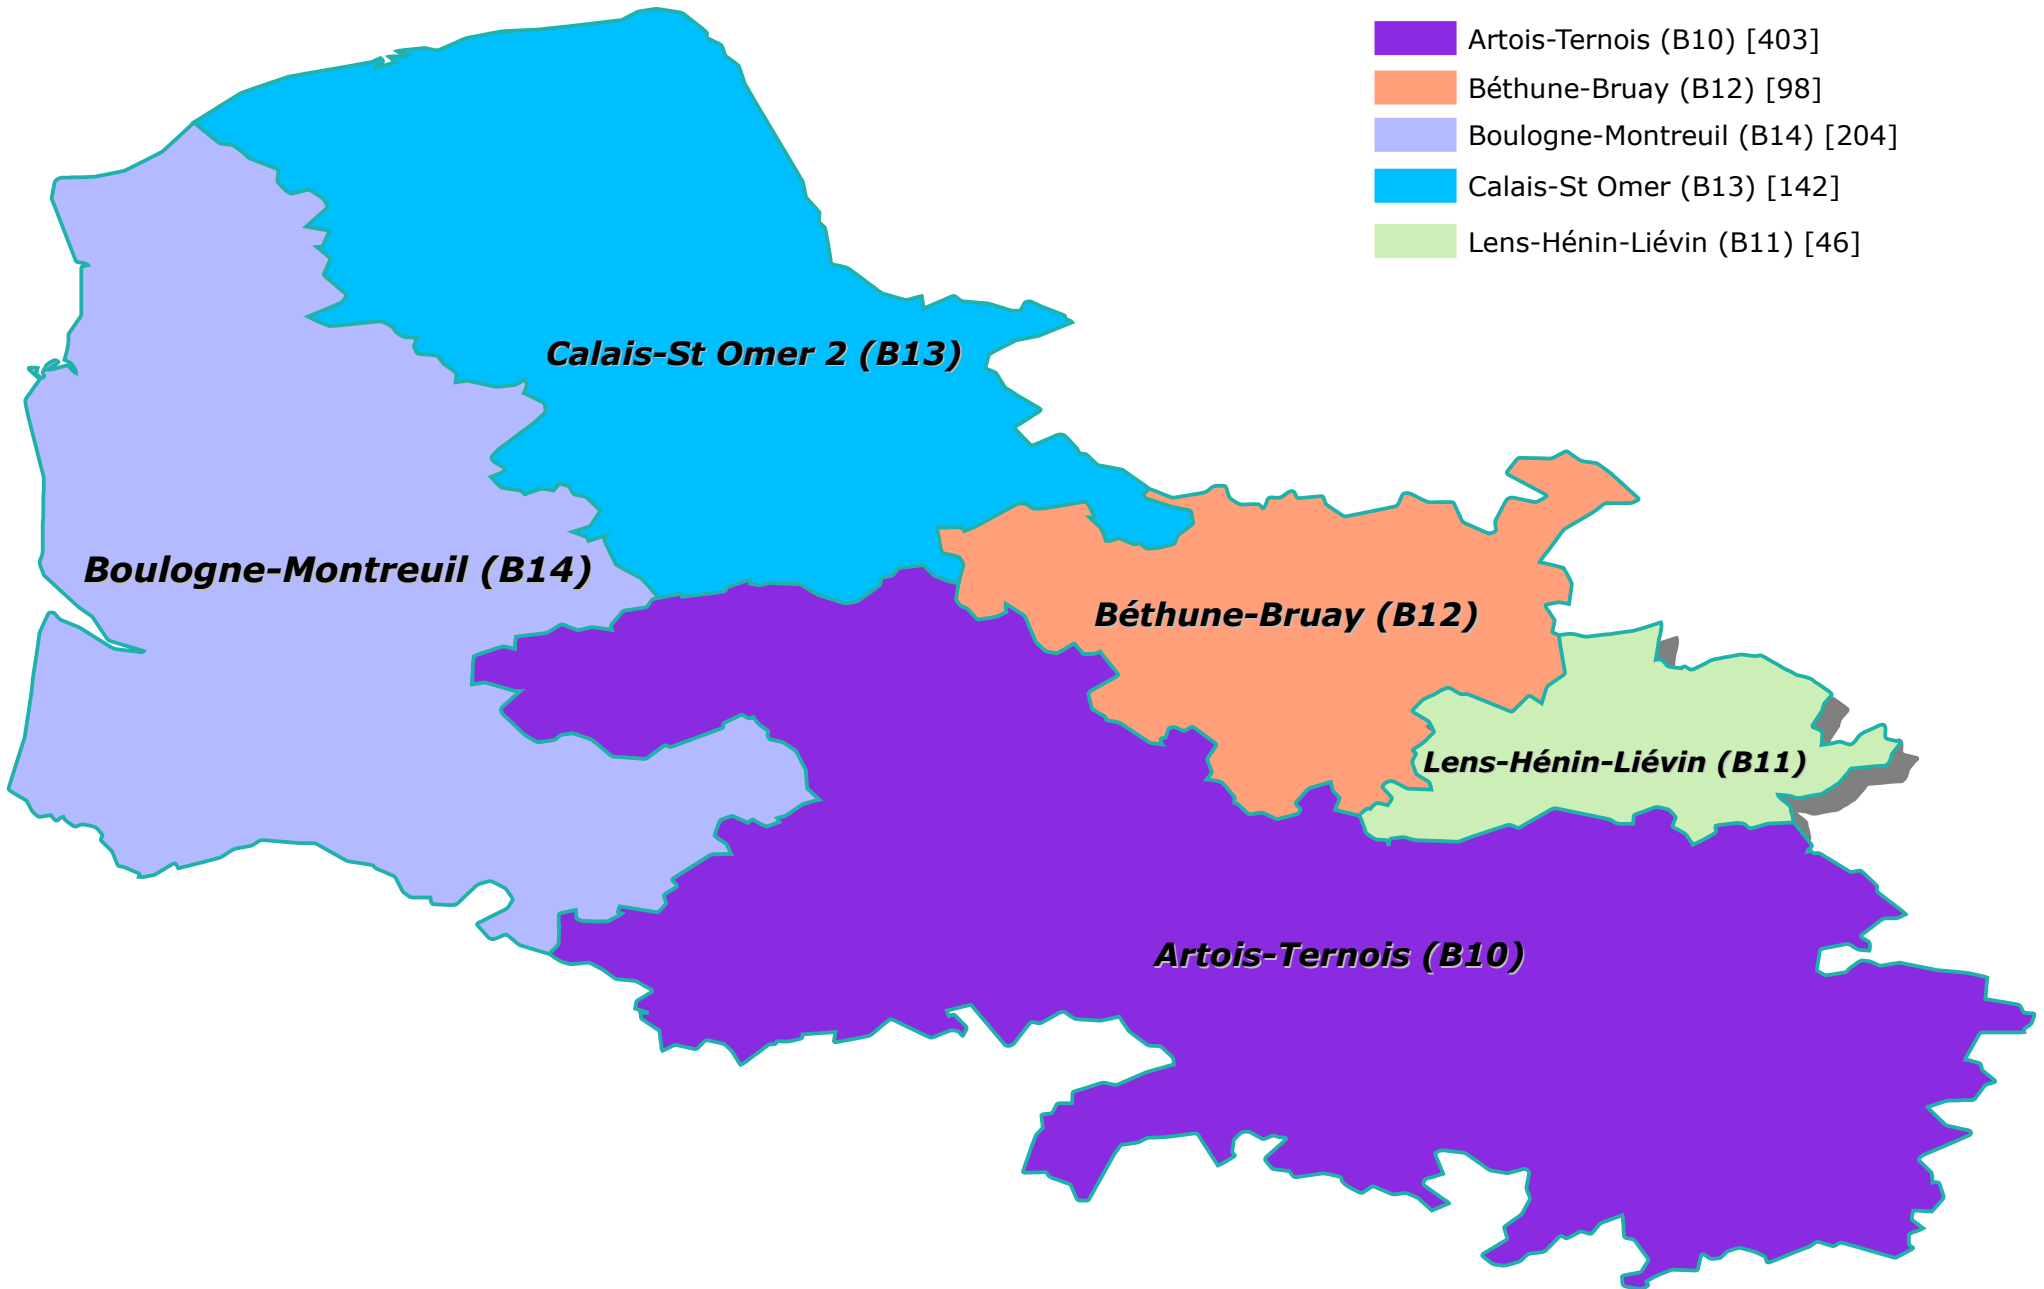 Artois-Ternois (B10) [403]
Béthune-Bruay (B12) [98]
Boulogne-Montreuil (B14) [204]
Calais-St Omer (B13) [142]
Lens-Hénin-Liévin (B11) [46]
Calais-St Omer 2 (B13)
Boulogne-Montreuil (B14)
Béthune-Bruay (B12)
Lens-Hénin-Liévin (B11)
Artois-Ternois (B10)